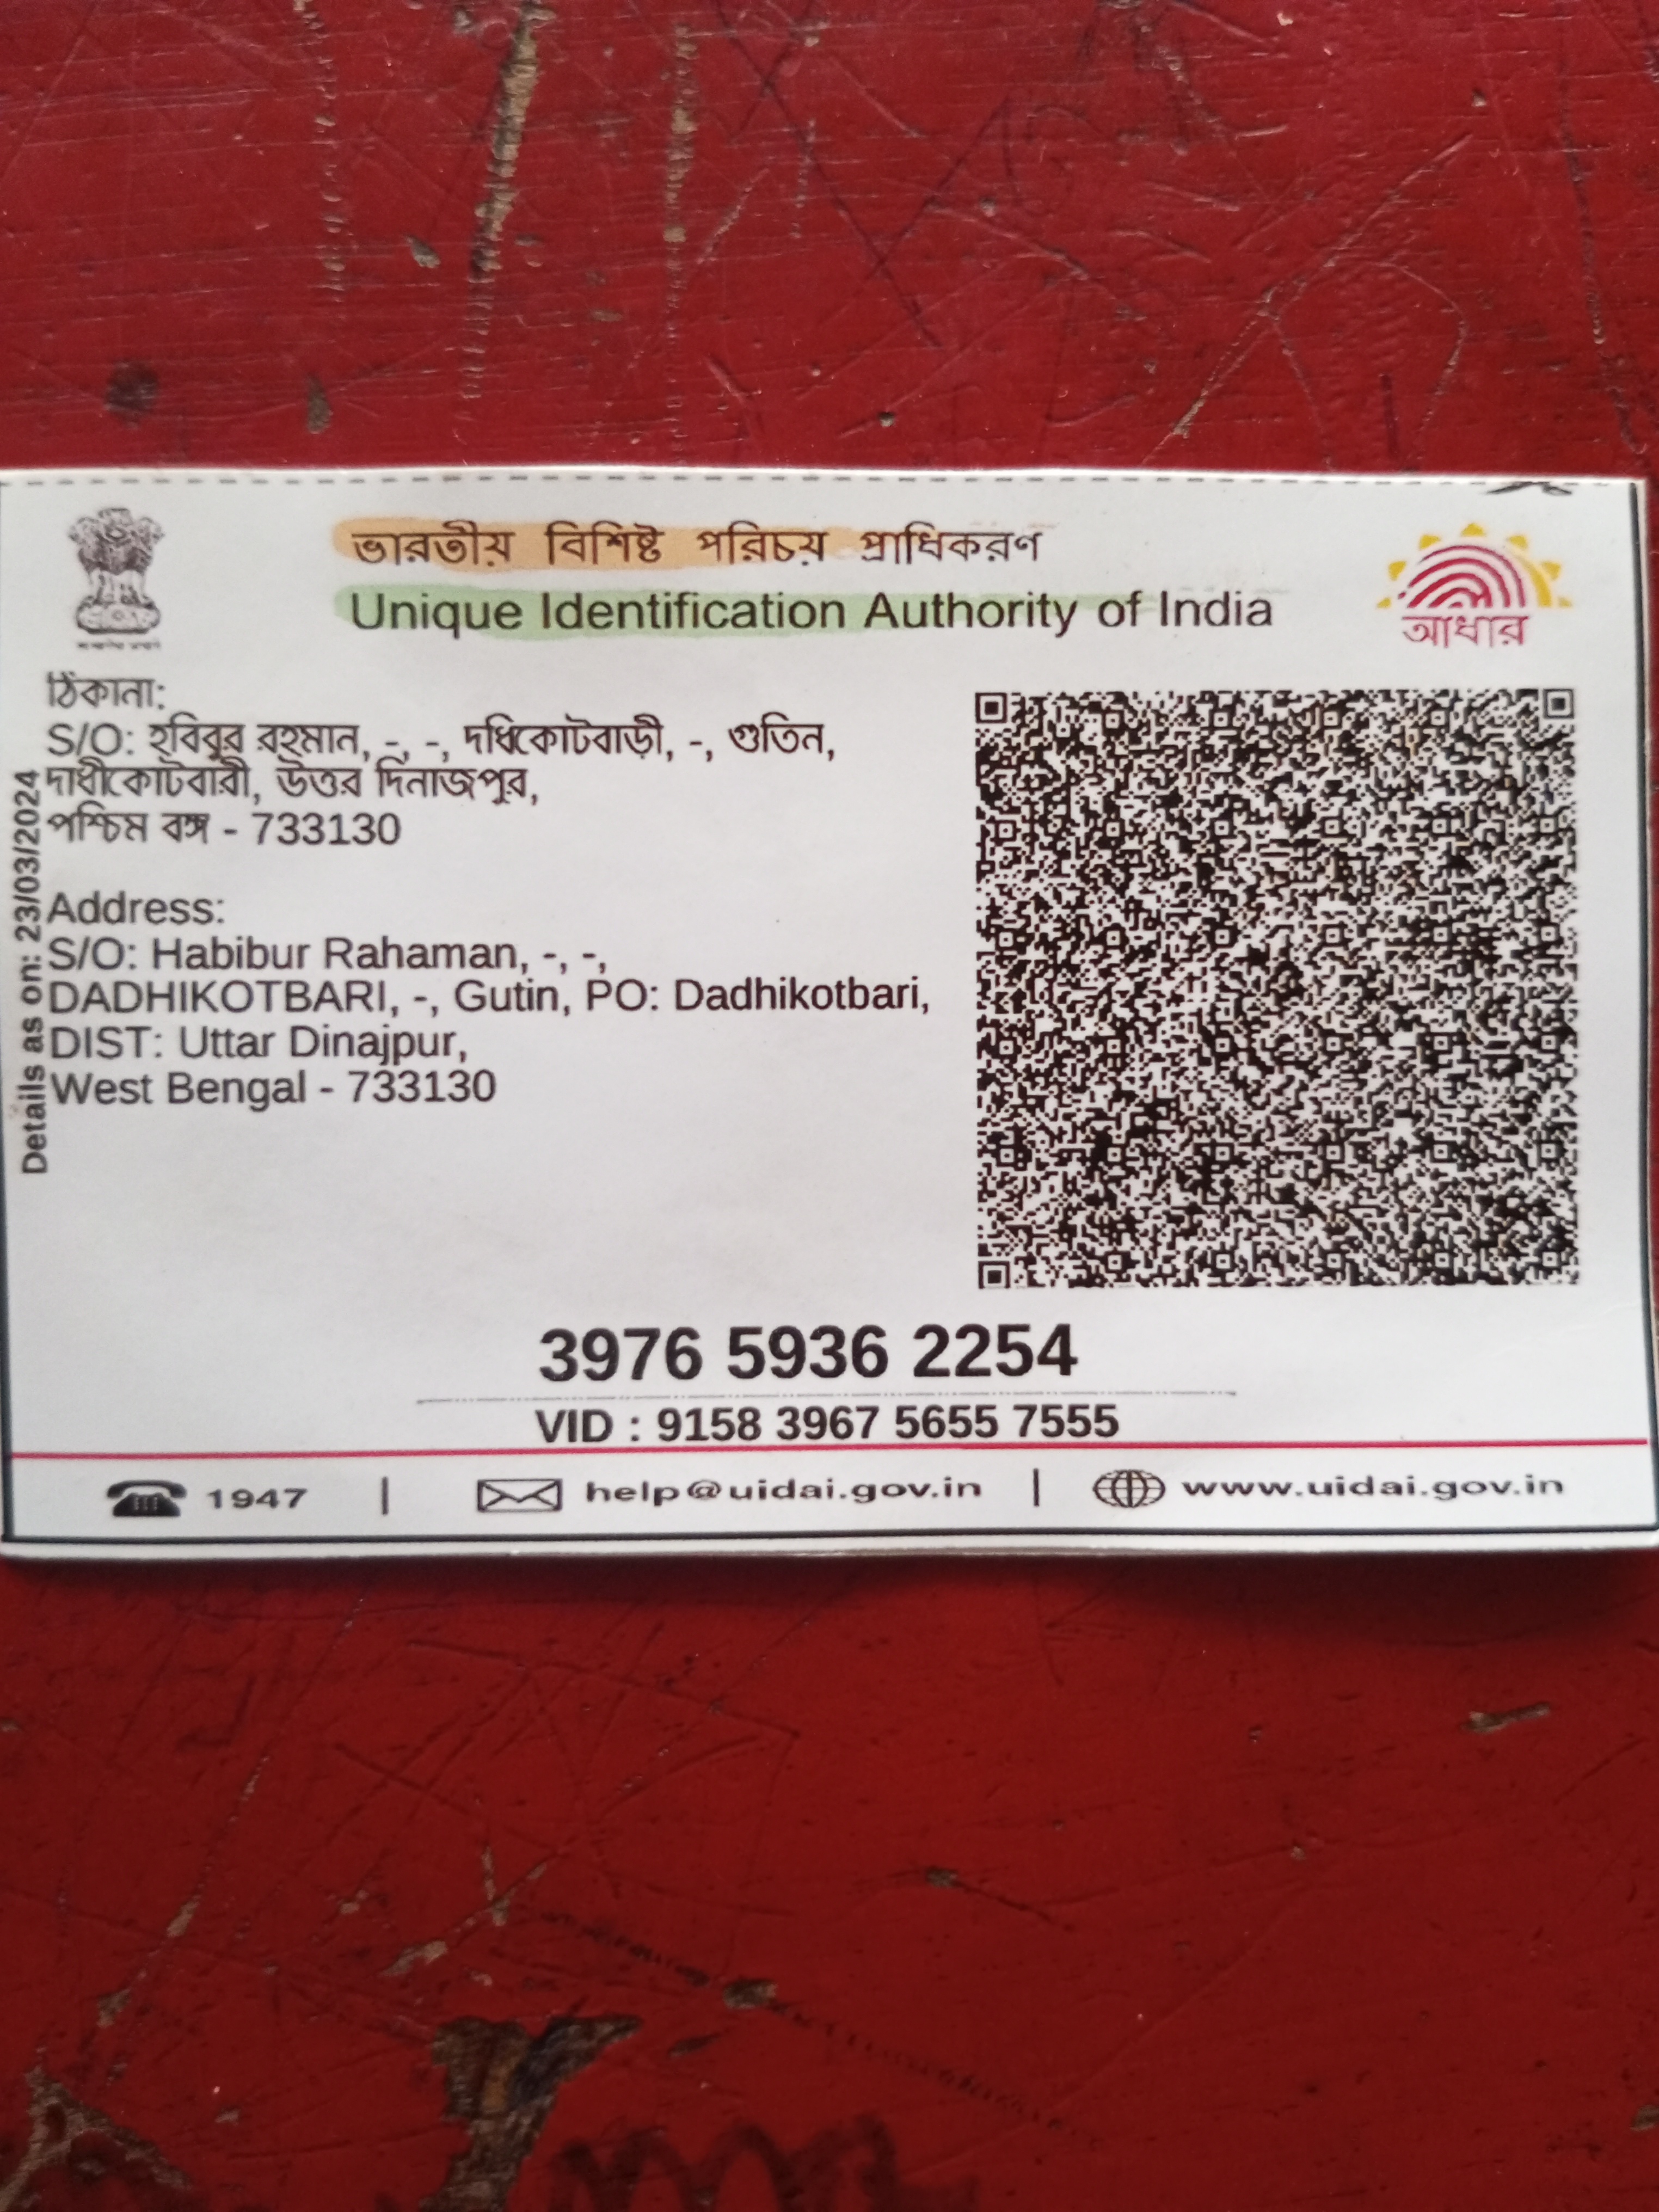 ভারতীয় বিশিষ্ট পরিচয় প্রাধিকরণ
Unique Identification Authority of India
আধার
ঠিকানা:
S/O: হবিবুর রহমান, -, -, দধিকোটবাড়ী, -, গুতিন,
দাধীকোটবারী, উত্তর দিনাজপুর,
পশ্চিম বঙ্গ - 733130
Address:
S/O: Habibur Rahaman, -, -,
DADHIKOTBARI, -, Gutin, PO: Dadhikotbari,
DIST: Uttar Dinajpur,
West Bengal - 733130
Details as on: 23/03/2024
3976 5936 2254
VID : 9158 3967 5655 7555
1947 | help@uidai.gov.in | www.uidai.gov.in